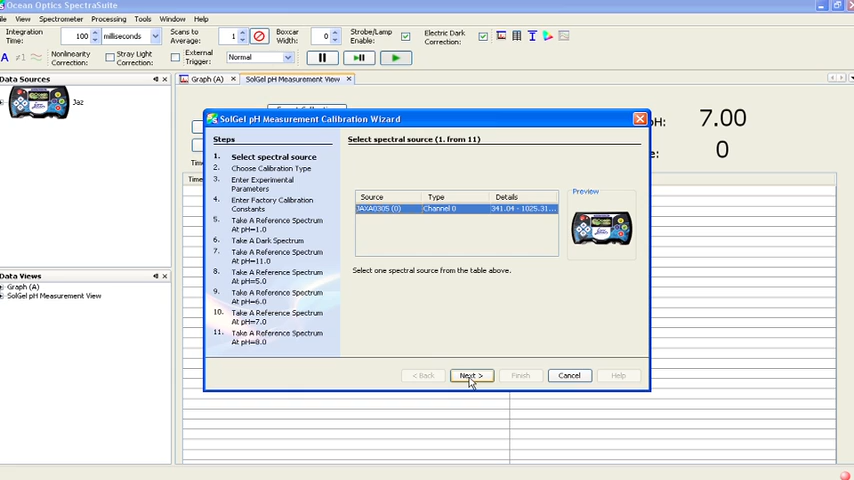 Ocean Optics SpectraSuite
File View Spectrometer Processing Tools Window Help
Integration Time: 100 milliseconds Scans to Average: 1 Boxcar Width: 0 Strobe/Lamp Enable: Electric Dark Correction:
A ≠1 Nonlinearity Correction: Stray Light Correction: External Trigger: Normal
Data Sources
Graph (A) SolGel pH Measurement View
Jaz
7.00
0
SolGel pH Measurement Calibration Wizard
Steps
1. Select spectral source
2. Choose Calibration Type
3. Enter Experimental
Parameters
4. Enter Factory Calibration
Constants
5. Take A Reference Spectrum
At pH=1.0
6. Take A Dark Spectrum
7. Take A Reference Spectrum
At pH=11.0
8. Take A Reference Spectrum
At pH=5.0
9. Take A Reference Spectrum
At pH=6.0
10. Take A Reference Spectrum
At pH=7.0
11. Take A Reference Spectrum
At pH=8.0
Select spectral source (1. from 11)
Source Type Details
JAXA0305 (0) Channel 0 341.04 - 1025.31...
Preview
Select one spectral source from the table above.
< Back Next > Finish Cancel Help
Data Views
Graph (A)
SolGel pH Measurement View